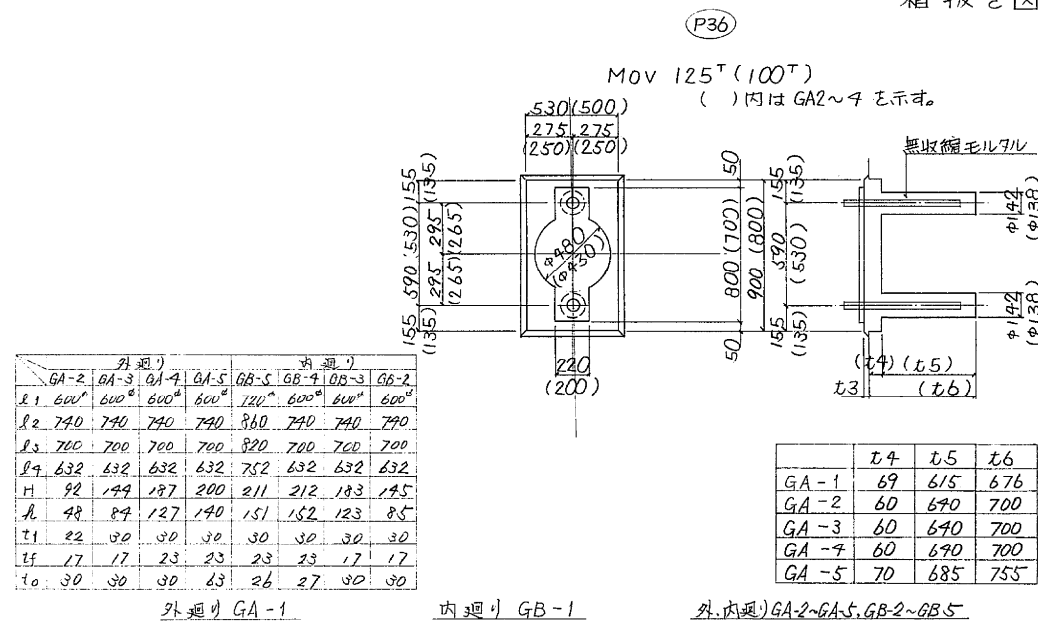 P36
MOV 125T (100T)
( )内は GA2~4 を示す。
530(500)
275 275
(250) (250)
155
(135)
590 (530)
295
(265)
295
(265)
155
(135)
φ480
(φ430)
220
(200)
50
800 (700)
900 (800)
50
155
(135)
590
(530)
155
(135)
無収縮モルタル
φ142
(φ138)
φ142
(φ138)
(t4) (t5)
t3 (t6)
外廻り 内廻り
GA-2 GA-3 GA-4 GA-5 GB-5 GB-4 GB-3 GB-2
ℓ1 600ᵈ 600ᵈ 600ᵈ 600ᵈ 720ᵈ 600ᵈ 600ᵈ 600ᵈ
ℓ2 740 740 740 740 860 740 740 740
ℓ3 700 700 700 700 820 700 700 700
ℓ4 632 632 632 632 752 632 632 632
H 92 144 187 200 211 212 183 145
h 48 84 127 140 151 152 123 85
t1 22 30 30 30 30 30 30 30
tf 17 17 23 23 23 23 17 17
to 30 30 30 63 26 27 30 30
t4 t5 t6
GA-1 69 615 676
GA-2 60 640 700
GA-3 60 640 700
GA-4 60 640 700
GA-5 70 685 755
外廻り GA-1
内廻り GB-1
外.内廻り GA-2~GA-5, GB-2~GB5